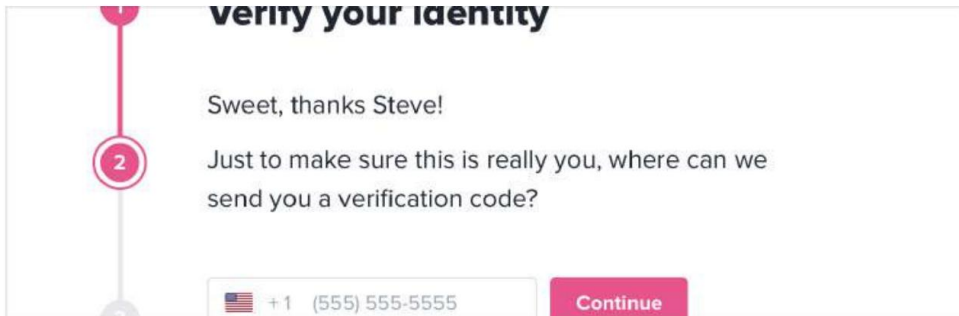 1
Verify your identity
Sweet, thanks Steve!
2
Just to make sure this is really you, where can we
send you a verification code?
+1 (555) 555-5555
Continue